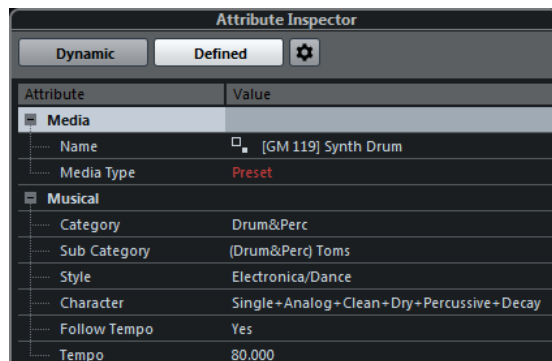 Attribute Inspector
Dynamic Defined
Attribute Value
Media
Name [GM 119] Synth Drum
Media Type Preset
Musical
Category Drum&Perc
Sub Category (Drum&Perc) Toms
Style Electronica/Dance
Character Single+Analog+Clean+Dry+Percussive+Decay
Follow Tempo Yes
Tempo 80.000